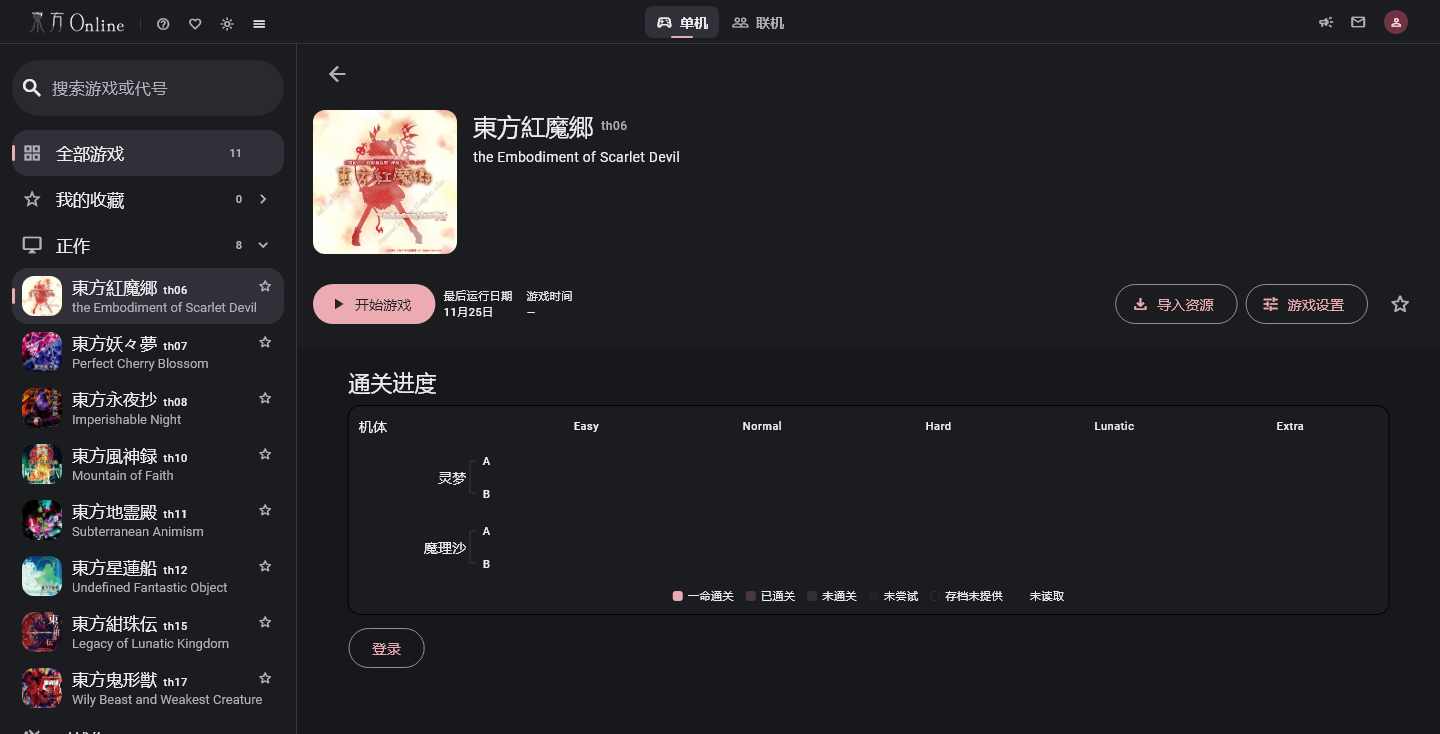 東方Online
单机
联机
搜索游戏或代号
全部游戏 11
我的收藏 0
正作 8
東方紅魔郷 th06
the Embodiment of Scarlet Devil
東方妖々夢 th07
Perfect Cherry Blossom
東方永夜抄 th08
Imperishable Night
東方風神録 th10
Mountain of Faith
東方地霊殿 th11
Subterranean Animism
東方星蓮船 th12
Undefined Fantastic Object
東方紺珠伝 th15
Legacy of Lunatic Kingdom
東方鬼形獣 th17
Wily Beast and Weakest Creature
東方紅魔郷
東方紅魔郷 th06
the Embodiment of Scarlet Devil
开始游戏
最后运行日期 游戏时间
11月25日 —
导入资源
游戏设置
通关进度
机体 Easy Normal Hard Lunatic Extra
灵梦
A
B
魔理沙
A
B
一命通关 已通关 未通关 未尝试 存档未提供 未读取
登录